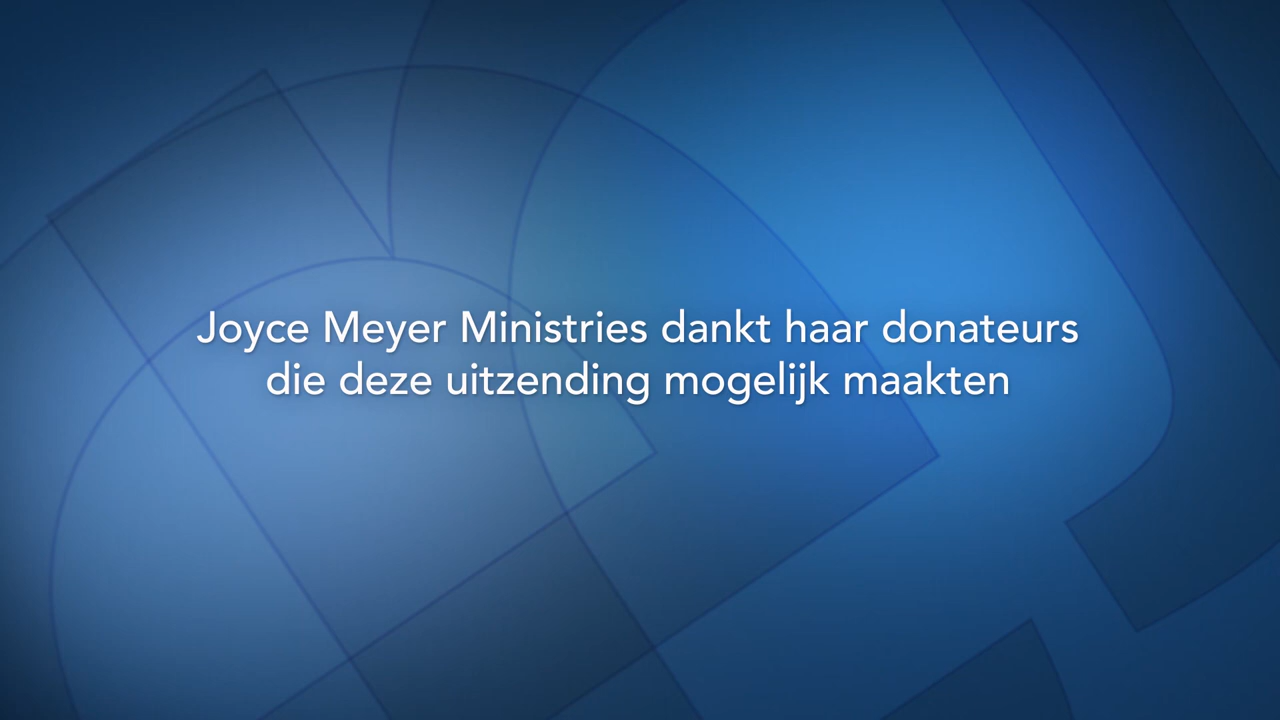 Joyce Meyer Ministries dankt haar donateurs
die deze uitzending mogelijk maakten